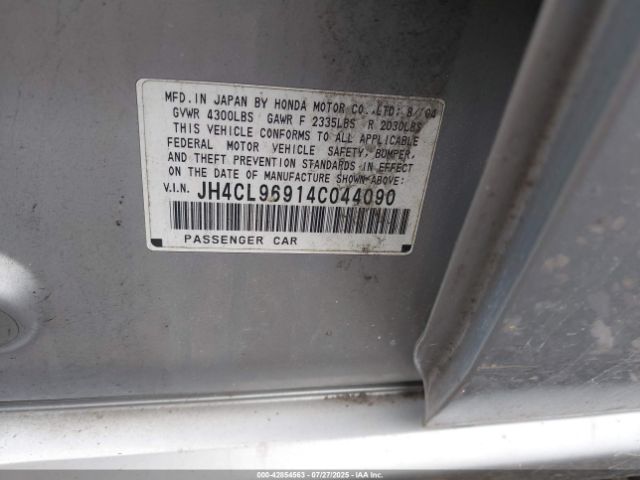 MFD. IN JAPAN BY HONDA MOTOR CO.,LTD: 8/ '04
GVWR 4300LBS GAWR F 2335LBS R 2030LBS
THIS VEHICLE CONFORMS TO ALL APPLICABLE
FEDERAL MOTOR VEHICLE SAFETY, BUMPER,
AND THEFT PREVENTION STANDARDS IN EFFECT
ON THE DATE OF MANUFACTURE SHOWN ABOVE:
V.I.N. JH4CL96914C044090
PASSENGER CAR
000-42854563 - 07/27/2025 - IAAI.COM